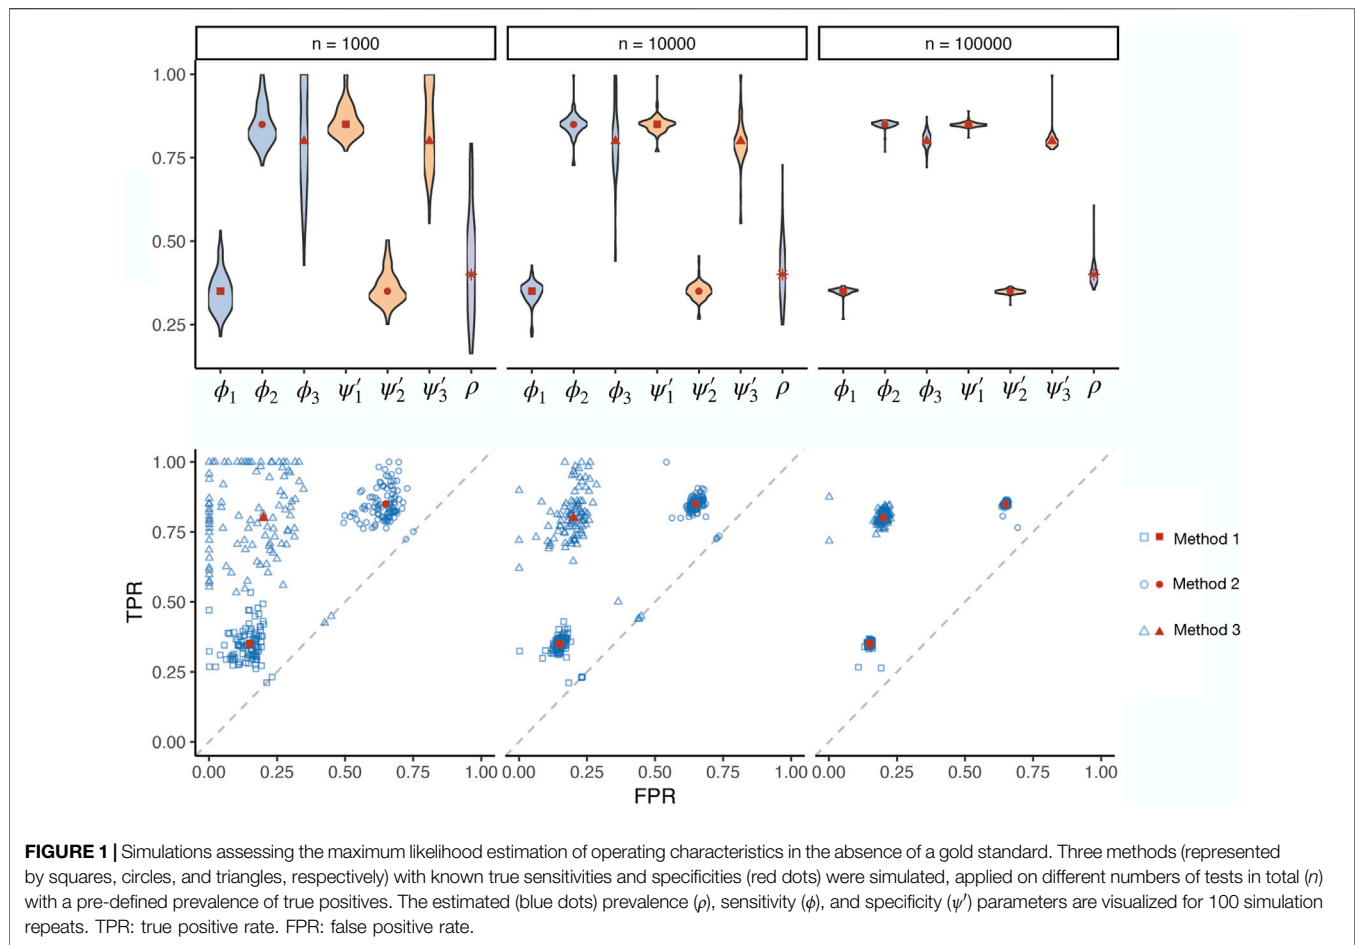 n = 1000
n = 10000
n = 100000
1.00
0.75
0.50
0.25
ϕ1 ϕ2 ϕ3 ψ′1 ψ′2 ψ′3 ρ
ϕ1 ϕ2 ϕ3 ψ′1 ψ′2 ψ′3 ρ
ϕ1 ϕ2 ϕ3 ψ′1 ψ′2 ψ′3 ρ
TPR
1.00
0.75
0.50
0.25
0.00
0.00 0.25 0.50 0.75 1.00
0.00 0.25 0.50 0.75 1.00
0.00 0.25 0.50 0.75 1.00
FPR
Method 1
Method 2
Method 3
FIGURE 1 | Simulations assessing the maximum likelihood estimation of operating characteristics in the absence of a gold standard. Three methods (represented
by squares, circles, and triangles, respectively) with known true sensitivities and specificities (red dots) were simulated, applied on different numbers of tests in total (n)
with a pre-defined prevalence of true positives. The estimated (blue dots) prevalence (ρ), sensitivity (ϕ), and specificity (ψ′) parameters are visualized for 100 simulation
repeats. TPR: true positive rate. FPR: false positive rate.